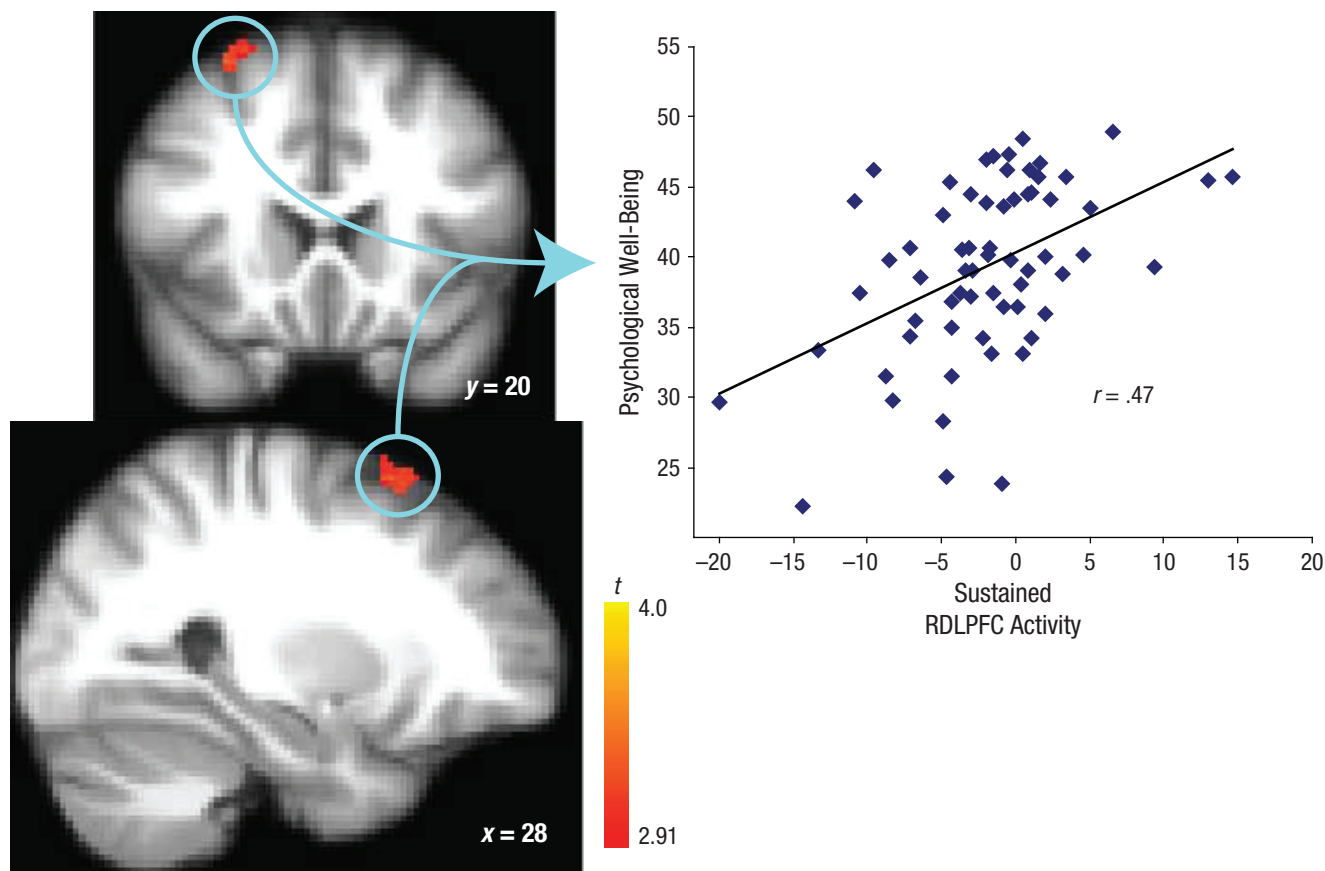 y = 20
x = 28
t
4.0
2.91
Psychological Well-Being
55
50
45
40
35
30
25
r = .47
–20 –15 –10 –5 0 5 10 15 20
Sustained
RDLPFC Activity